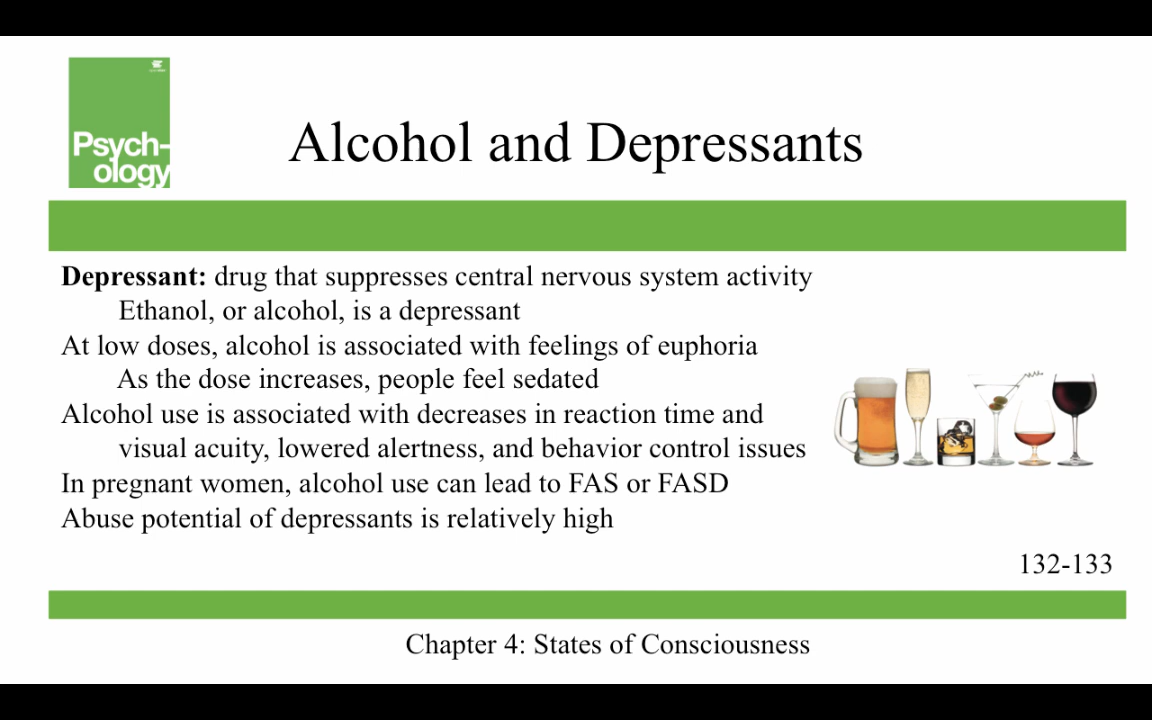 Psych-
ology
Alcohol and Depressants
Depressant: drug that suppresses central nervous system activity
Ethanol, or alcohol, is a depressant
At low doses, alcohol is associated with feelings of euphoria
As the dose increases, people feel sedated
Alcohol use is associated with decreases in reaction time and
visual acuity, lowered alertness, and behavior control issues
In pregnant women, alcohol use can lead to FAS or FASD
Abuse potential of depressants is relatively high
132-133
Chapter 4: States of Consciousness